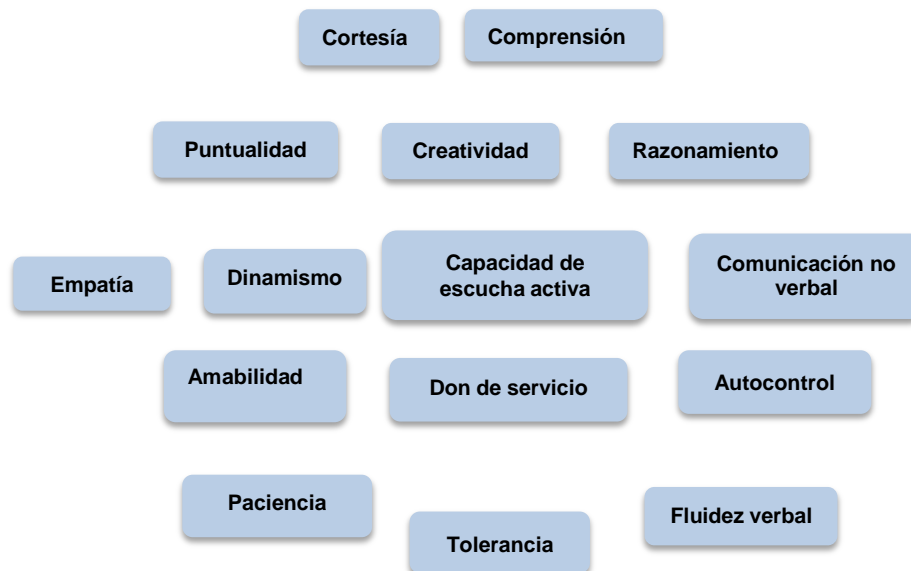 Cortesía
Comprensión
Puntualidad
Creatividad
Razonamiento
Empatía
Dinamismo
Capacidad de
escucha activa
Comunicación no
verbal
Amabilidad
Don de servicio
Autocontrol
Paciencia
Tolerancia
Fluidez verbal